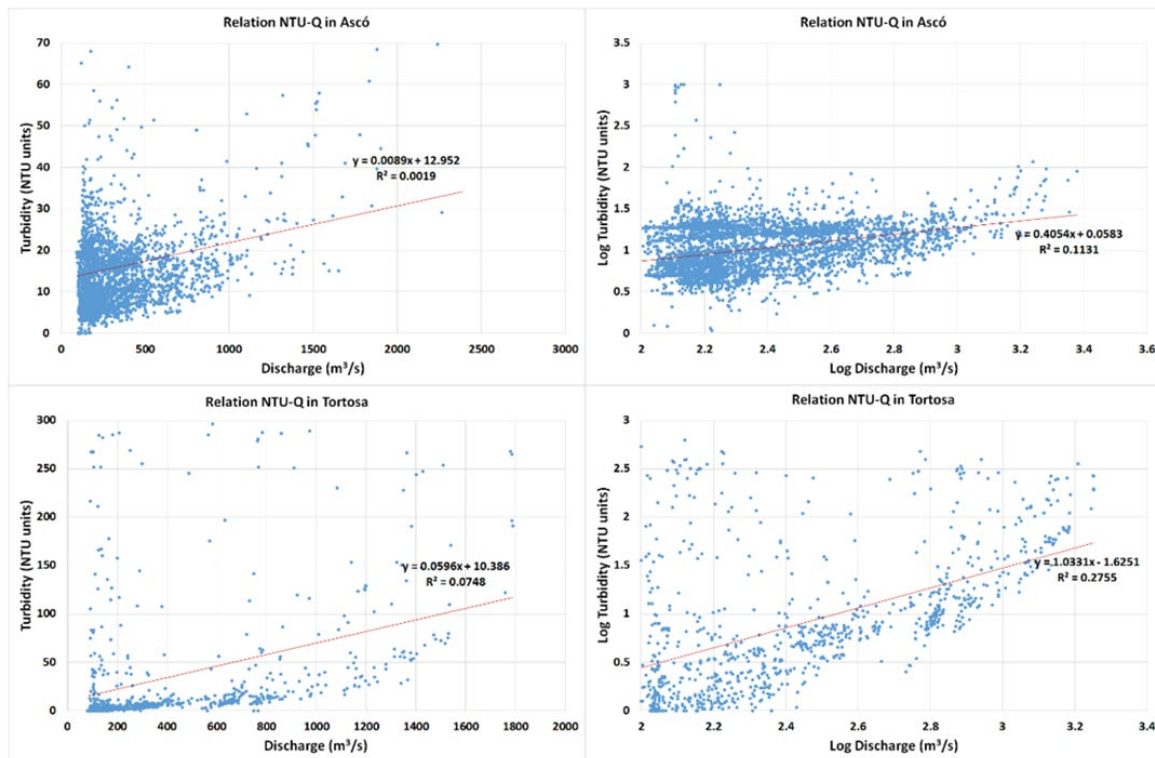 Relation NTU-Q in Ascó
Turbidity (NTU units)
70
60
50
40
30
20
10
0
y = 0.0089x + 12.952
R² = 0.0019
0 500 1000 1500 2000 2500 3000
Discharge (m³/s)
Relation NTU-Q in Ascó
Log Turbidity (NTU units)
3.5
3
2.5
2
1.5
1
0.5
0
y = 0.4054x + 0.0583
R² = 0.1131
2 2.2 2.4 2.6 2.8 3 3.2 3.4 3.6
Log Discharge (m³/s)
Relation NTU-Q in Tortosa
Turbidity (NTU units)
300
250
200
150
100
50
0
y = 0.0596x + 10.386
R² = 0.0748
0 200 400 600 800 1000 1200 1400 1600 1800 2000
Discharge (m³/s)
Relation NTU-Q in Tortosa
Log Turbidity (NTU units)
3
2.5
2
1.5
1
0.5
0
y = 1.0331x - 1.6251
R² = 0.2755
2 2.2 2.4 2.6 2.8 3 3.2 3.4
Log Discharge (m³/s)